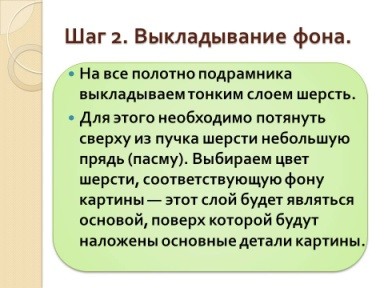 Шаг 2. Выкладывание фона.
• На все полотно подрамника
выкладываем тонким слоем шерсть.
• Для этого необходимо потянуть
сверху из пучка шерсти небольшую
прядь (пасму). Выбираем цвет
шерсти, соответствующую фону
картины — этот слой будет являться
основой, поверх которой будут
наложены основные детали картины.